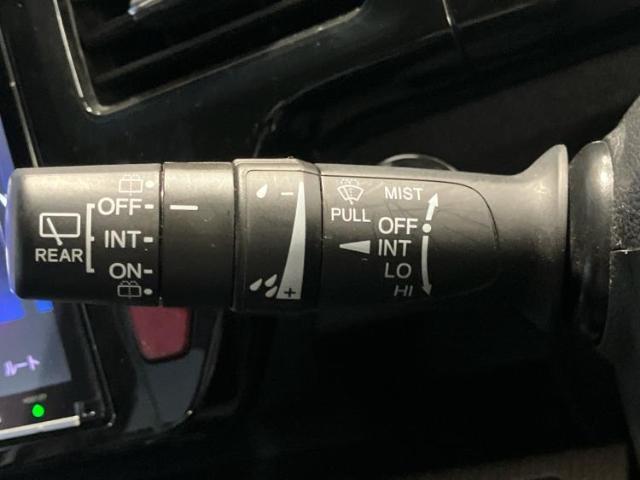 REAR
OFF
INT
ON
−
+
PULL
MIST
OFF
INT
LO
HI
ルート